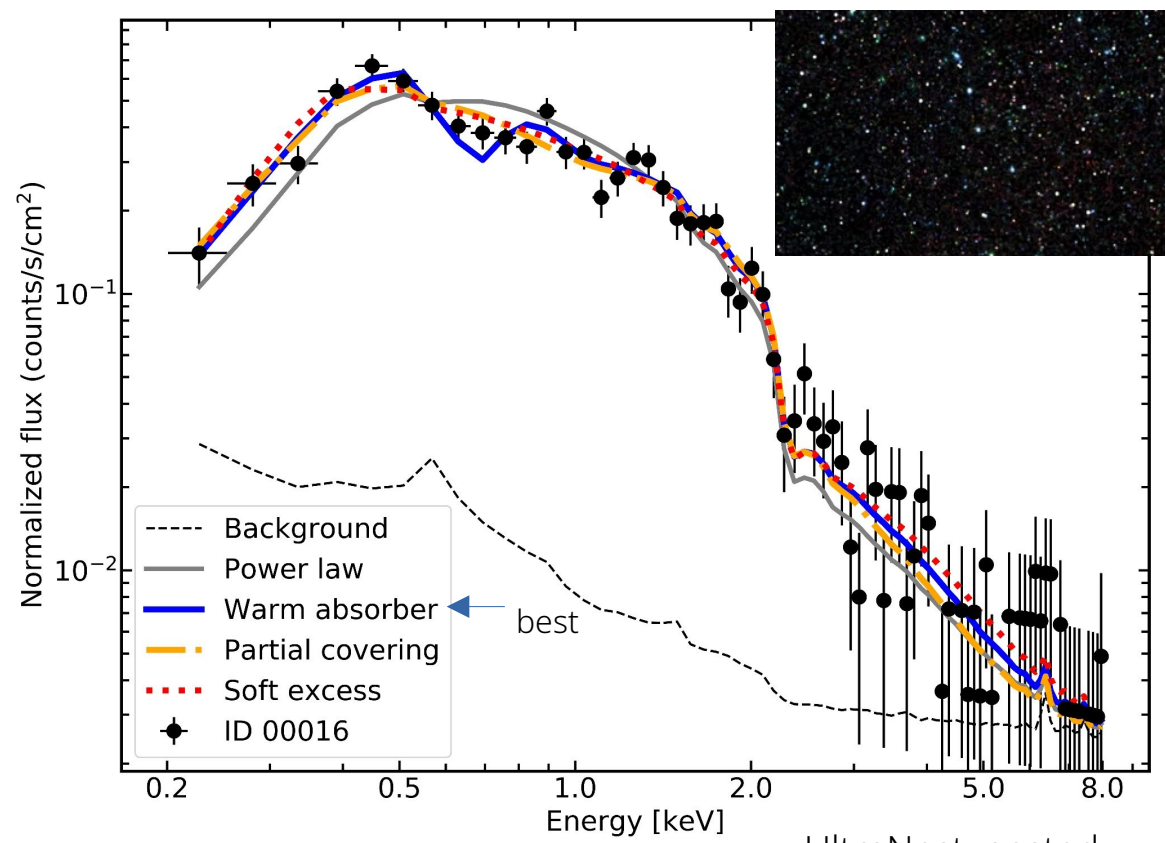 Normalized flux (counts/s/cm²)
10⁻¹
10⁻²
Background
Power law
Warm absorber
best
Partial covering
Soft excess
ID 00016
0.2 0.5 1.0 2.0 5.0 8.0
Energy [keV]